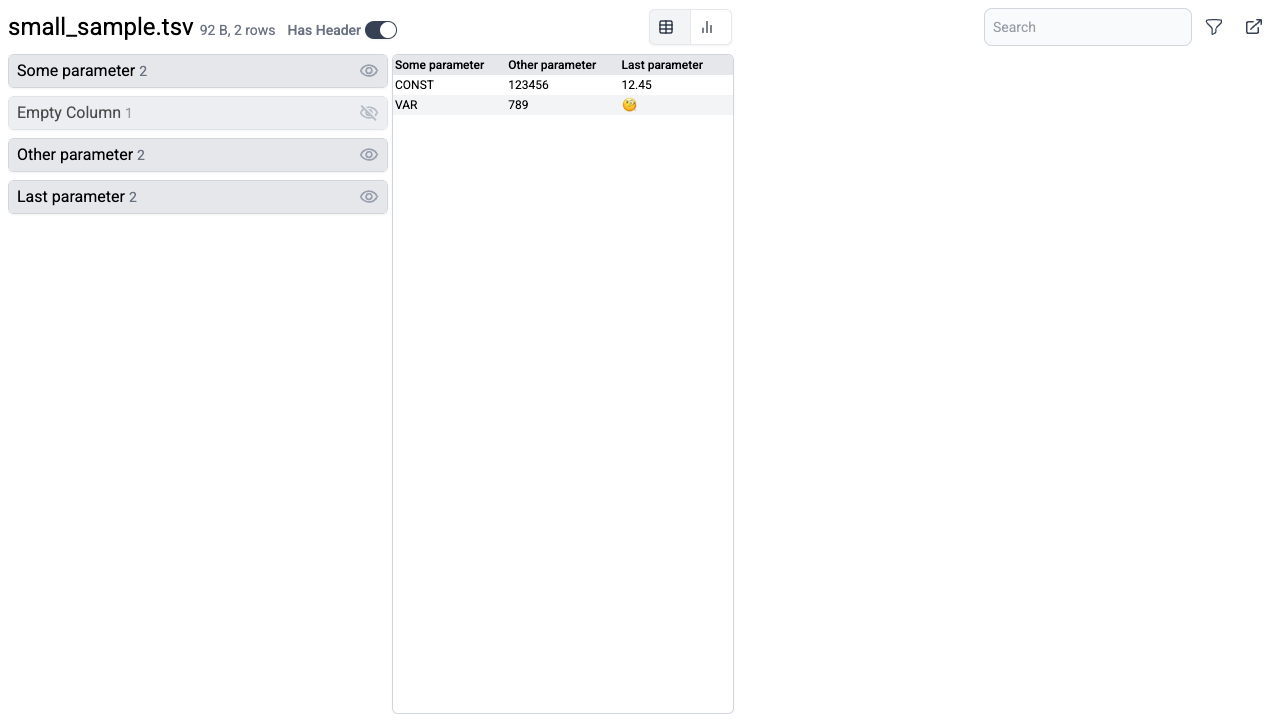 small_sample.tsv 92 B, 2 rows Has Header
Search
Some parameter 2
Empty Column 1
Other parameter 2
Last parameter 2
Some parameter Other parameter Last parameter
CONST 123456 12.45
VAR 789 🧐